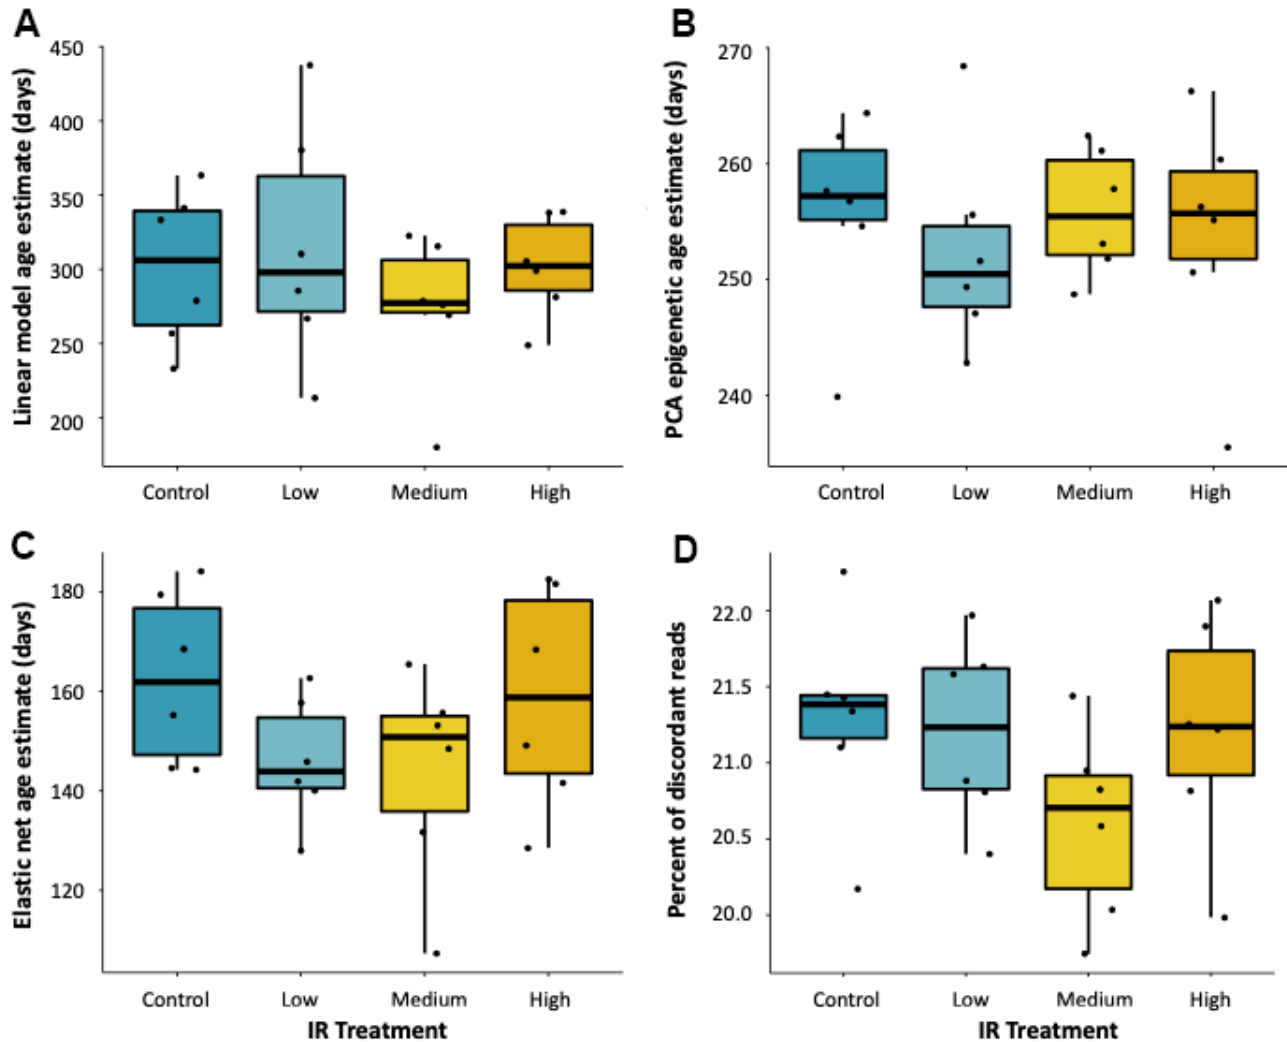 A
Linear model age estimate (days)
450
400
350
300
250
200
Control Low Medium High
B
PCA epigenetic age estimate (days)
270
260
250
240
Control Low Medium High
C
Elastic net age estimate (days)
180
160
140
120
Control Low Medium High
IR Treatment
D
Percent of discordant reads
22.0
21.5
21.0
20.5
20.0
Control Low Medium High
IR Treatment